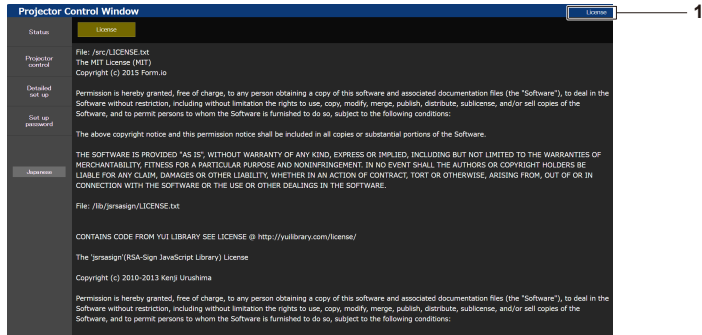 Projector Control Window
License
1
Status
License
Projector
control
Detailed
set up
Set up
password
Japanese
File: /src/LICENSE.txt
The MIT License (MIT)
Copyright (c) 2015 Form.io
Permission is hereby granted, free of charge, to any person obtaining a copy of this software and associated documentation files (the "Software"), to deal in the
Software without restriction, including without limitation the rights to use, copy, modify, merge, publish, distribute, sublicense, and/or sell copies of the
Software, and to permit persons to whom the Software is furnished to do so, subject to the following conditions:
The above copyright notice and this permission notice shall be included in all copies or substantial portions of the Software.
THE SOFTWARE IS PROVIDED "AS IS", WITHOUT WARRANTY OF ANY KIND, EXPRESS OR IMPLIED, INCLUDING BUT NOT LIMITED TO THE WARRANTIES OF
MERCHANTABILITY, FITNESS FOR A PARTICULAR PURPOSE AND NONINFRINGEMENT. IN NO EVENT SHALL THE AUTHORS OR COPYRIGHT HOLDERS BE
LIABLE FOR ANY CLAIM, DAMAGES OR OTHER LIABILITY, WHETHER IN AN ACTION OF CONTRACT, TORT OR OTHERWISE, ARISING FROM, OUT OF OR IN
CONNECTION WITH THE SOFTWARE OR THE USE OR OTHER DEALINGS IN THE SOFTWARE.
File: /lib/jsrsasign/LICENSE.txt
CONTAINS CODE FROM YUI LIBRARY SEE LICENSE @ http://yuilibrary.com/license/
The 'jsrsasign'(RSA-Sign JavaScript Library) License
Copyright (c) 2010-2013 Kenji Urushima
Permission is hereby granted, free of charge, to any person obtaining a copy of this software and associated documentation files (the "Software"), to deal in the
Software without restriction, including without limitation the rights to use, copy, modify, merge, publish, distribute, sublicense, and/or sell copies of the
Software, and to permit persons to whom the Software is furnished to do so, subject to the following conditions: